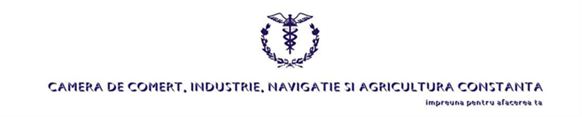 CAMERA DE COMERT, INDUSTRIE, NAVIGATIE SI AGRICULTURA CONSTANTA
impreuna pentru afacerea ta